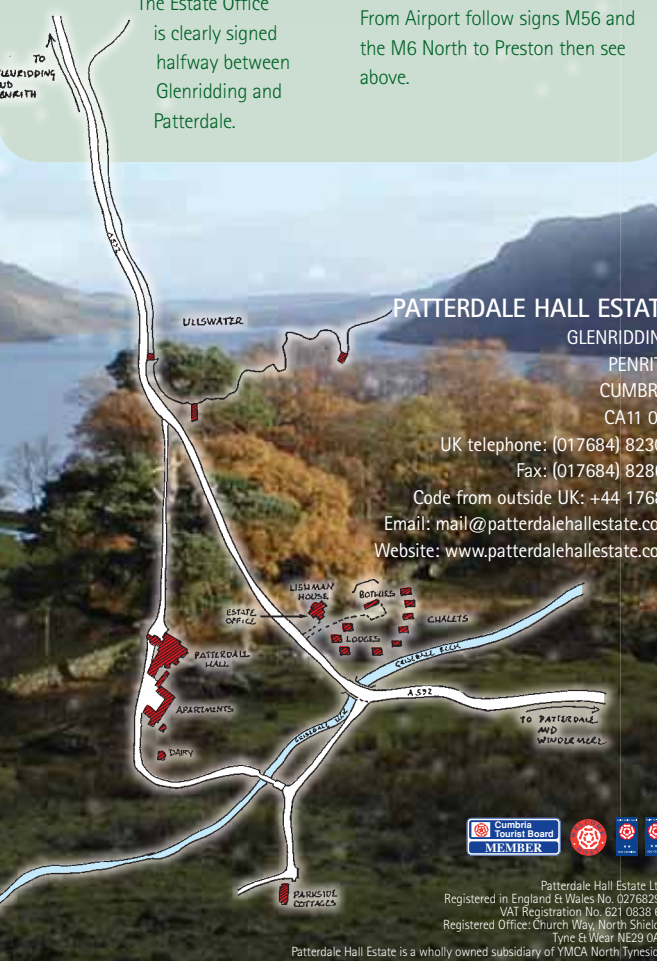 The Estate Office
is clearly signed
halfway between
Glenridding and
Patterdale.
From Airport follow signs M56 and
the M6 North to Preston then see
above.
TO
GLENRIDDING
AND
PENRITH
A592
ULLSWATER
PATTERDALE HALL ESTAT
GLENRIDDIN
PENRIT
CUMBR
CA11 0
UK telephone: (017684) 823
Fax: (017684) 828
Code from outside UK: +44 1768
Email: mail@patterdalehallestate.co
Website: www.patterdalehallestate.co
LISHMAN
HOUSE
BOTHIES
ESTATE
OFFICE
CHALETS
LODGES
GRISEDALE BECK
PATTERDALE
HALL
A592
APARTMENTS
TO PATTERDALE
AND
WINDERMERE
GRISEDALE BECK
DAIRY
PARKSIDE
COTTAGES
Cumbria
Tourist Board
MEMBER
Patterdale Hall Estate Lt
Registered in England & Wales No. 0276829
VAT Registration No. 621 0838 6
Registered Office: Church Way, North Shield
Tyne & Wear NE29 0A
Patterdale Hall Estate is a wholly owned subsidiary of YMCA North Tynesid